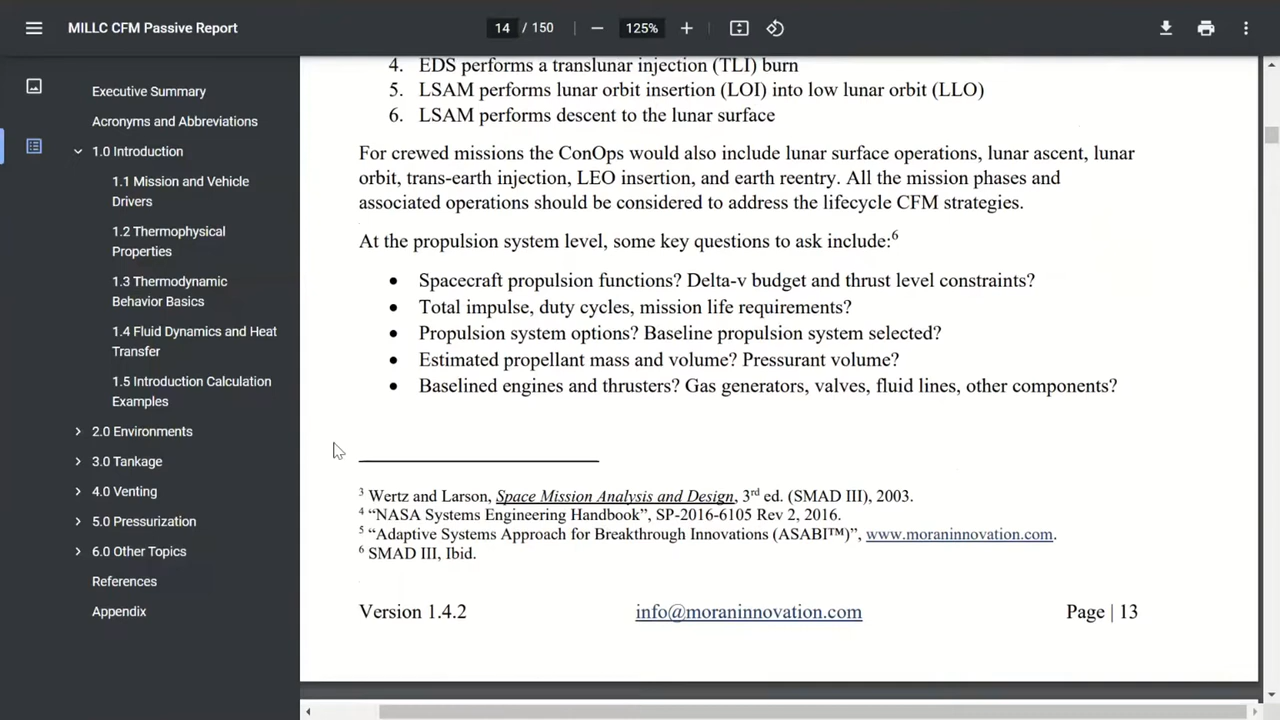 MILLC CFM Passive Report
14 / 150
125%
Executive Summary
Acronyms and Abbreviations
1.0 Introduction
1.1 Mission and Vehicle
Drivers
1.2 Thermophysical
Properties
1.3 Thermodynamic
Behavior Basics
1.4 Fluid Dynamics and Heat
Transfer
1.5 Introduction Calculation
Examples
2.0 Environments
3.0 Tankage
4.0 Venting
5.0 Pressurization
6.0 Other Topics
References
Appendix
4. EDS performs a translunar injection (TLI) burn
5. LSAM performs lunar orbit insertion (LOI) into low lunar orbit (LLO)
6. LSAM performs descent to the lunar surface
For crewed missions the ConOps would also include lunar surface operations, lunar ascent, lunar
orbit, trans-earth injection, LEO insertion, and earth reentry. All the mission phases and
associated operations should be considered to address the lifecycle CFM strategies.
At the propulsion system level, some key questions to ask include:6
• Spacecraft propulsion functions? Delta-v budget and thrust level constraints?
• Total impulse, duty cycles, mission life requirements?
• Propulsion system options? Baseline propulsion system selected?
• Estimated propellant mass and volume? Pressurant volume?
• Baselined engines and thrusters? Gas generators, valves, fluid lines, other components?
3 Wertz and Larson, Space Mission Analysis and Design, 3rd ed. (SMAD III), 2003.
4 “NASA Systems Engineering Handbook”, SP-2016-6105 Rev 2, 2016.
5 “Adaptive Systems Approach for Breakthrough Innovations (ASABI™)”, www.moraninnovation.com.
6 SMAD III, Ibid.
Version 1.4.2 info@moraninnovation.com Page | 13